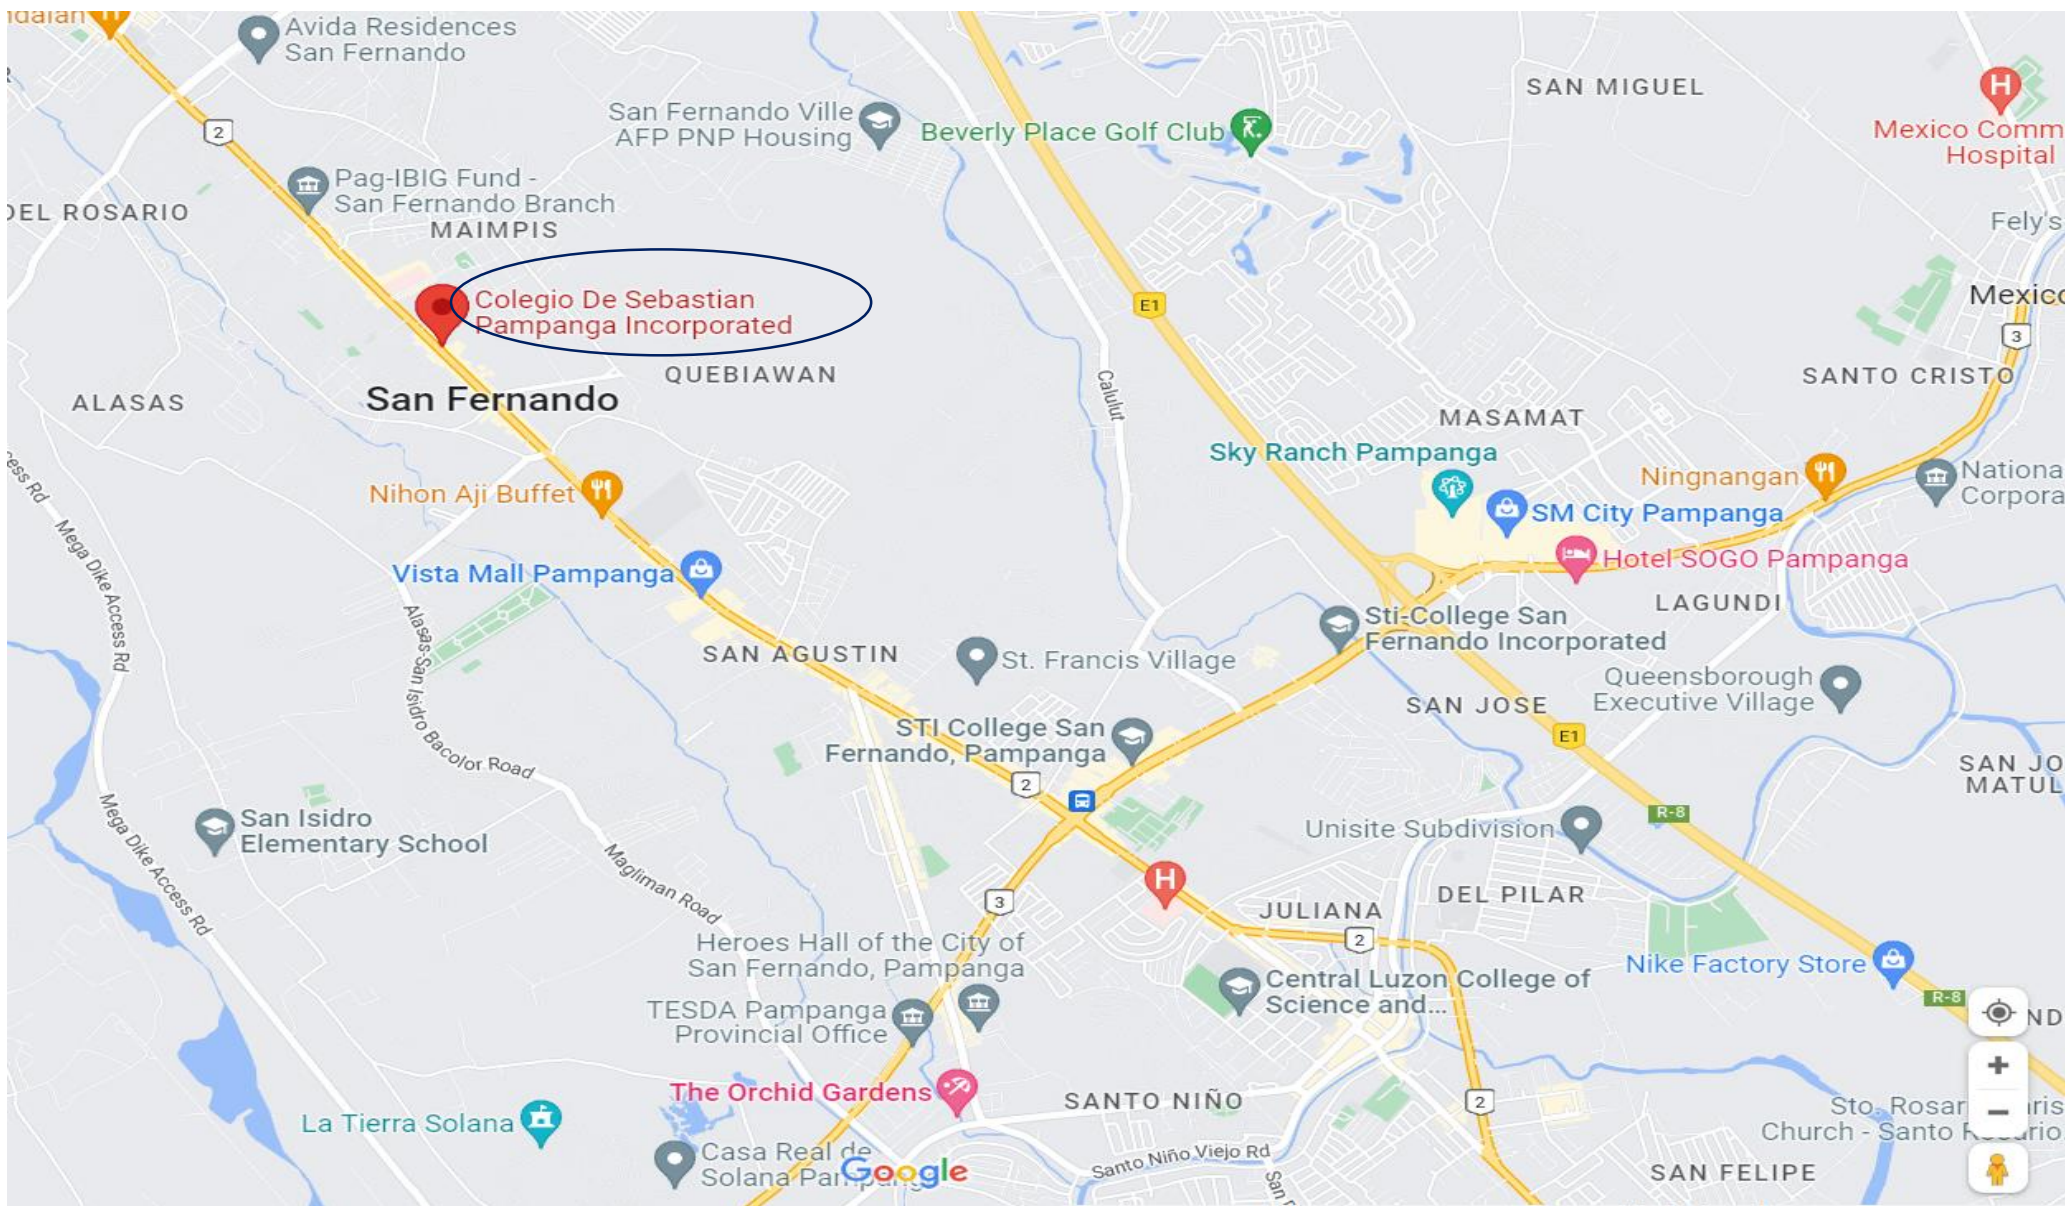 Avida Residences
San Fernando
2
San Fernando Ville
AFP PNP Housing
Beverly Place Golf Club
SAN MIGUEL
H
Mexico Comm
Hospital
Pag-IBIG Fund -
San Fernando Branch
DEL ROSARIO
MAIMPIS
Fely's
Colegio De Sebastian
Pampanga Incorporated
E1
Mexico
3
QUEBIAWAN
SANTO CRISTO
ALASAS
San Fernando
Calulut
MASAMAT
Sky Ranch Pampanga
Ningnangan
Nationa
Corpora
cess Rd
Nihon Aji Buffet
SM City Pampanga
Mega Dike Access Rd
Vista Mall Pampanga
Hotel SOGO Pampanga
LAGUNDI
Alasas-San Isidro Bacolor Road
Sti-College San
Fernando Incorporated
SAN AGUSTIN
St. Francis Village
Queensborough
Executive Village
SAN JOSE
STI College San
Fernando, Pampanga
E1
2
SAN JO
MATUL
Mega Dike Access Rd
San Isidro
Elementary School
R-8
Unisite Subdivision
Magliman Road
H
3
DEL PILAR
JULIANA
2
Heroes Hall of the City of
San Fernando, Pampanga
Nike Factory Store
Central Luzon College of
Science and...
TESDA Pampanga
Provincial Office
R-8
ND
+
The Orchid Gardens
SANTO NIÑO
2
−
La Tierra Solana
Sto. Rosar
ris
Church - Santo R
rio
Casa Real de
Solana Pam
Google
Santo Niño Viejo Rd
San
SAN FELIPE